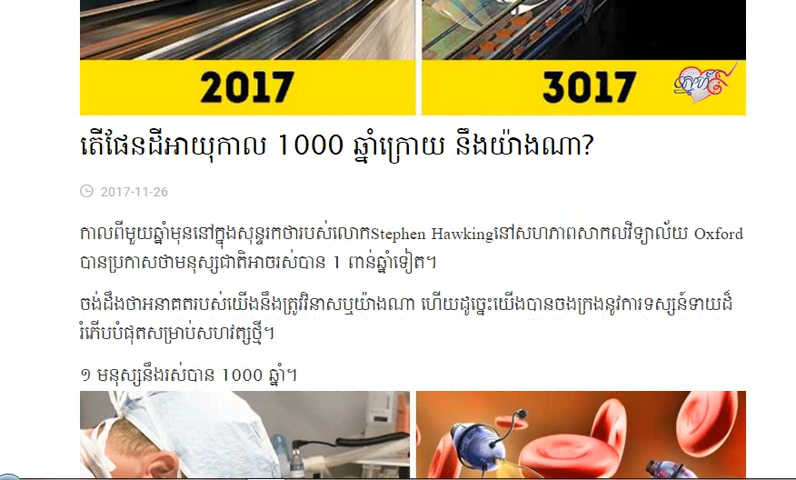 2017
3017
តើផែនដីអាយុកាល 1000 ឆ្នាំក្រោយ នឹងយ៉ាងណា?
2017-11-26
កាលពីមួយឆ្នាំមុននៅក្នុងសុន្ទរកថារបស់លោកStephen Hawkingនៅសហភាពសាកលវិទ្យាល័យ Oxford
បានប្រកាសថាមនុស្សជាតិអាចរស់បាន 1 ពាន់ឆ្នាំទៀត។
ចង់ដឹងថាអនាគតរបស់យើងនឹងត្រូវវិនាសឬយ៉ាងណា ហើយដូច្នេះយើងបានចងក្រងនូវការទស្សន៍ទាយដ៏
រំភើបបំផុតសម្រាប់សហវត្សថ្មី។
១ មនុស្សនឹងរស់បាន 1000 ឆ្នាំ។